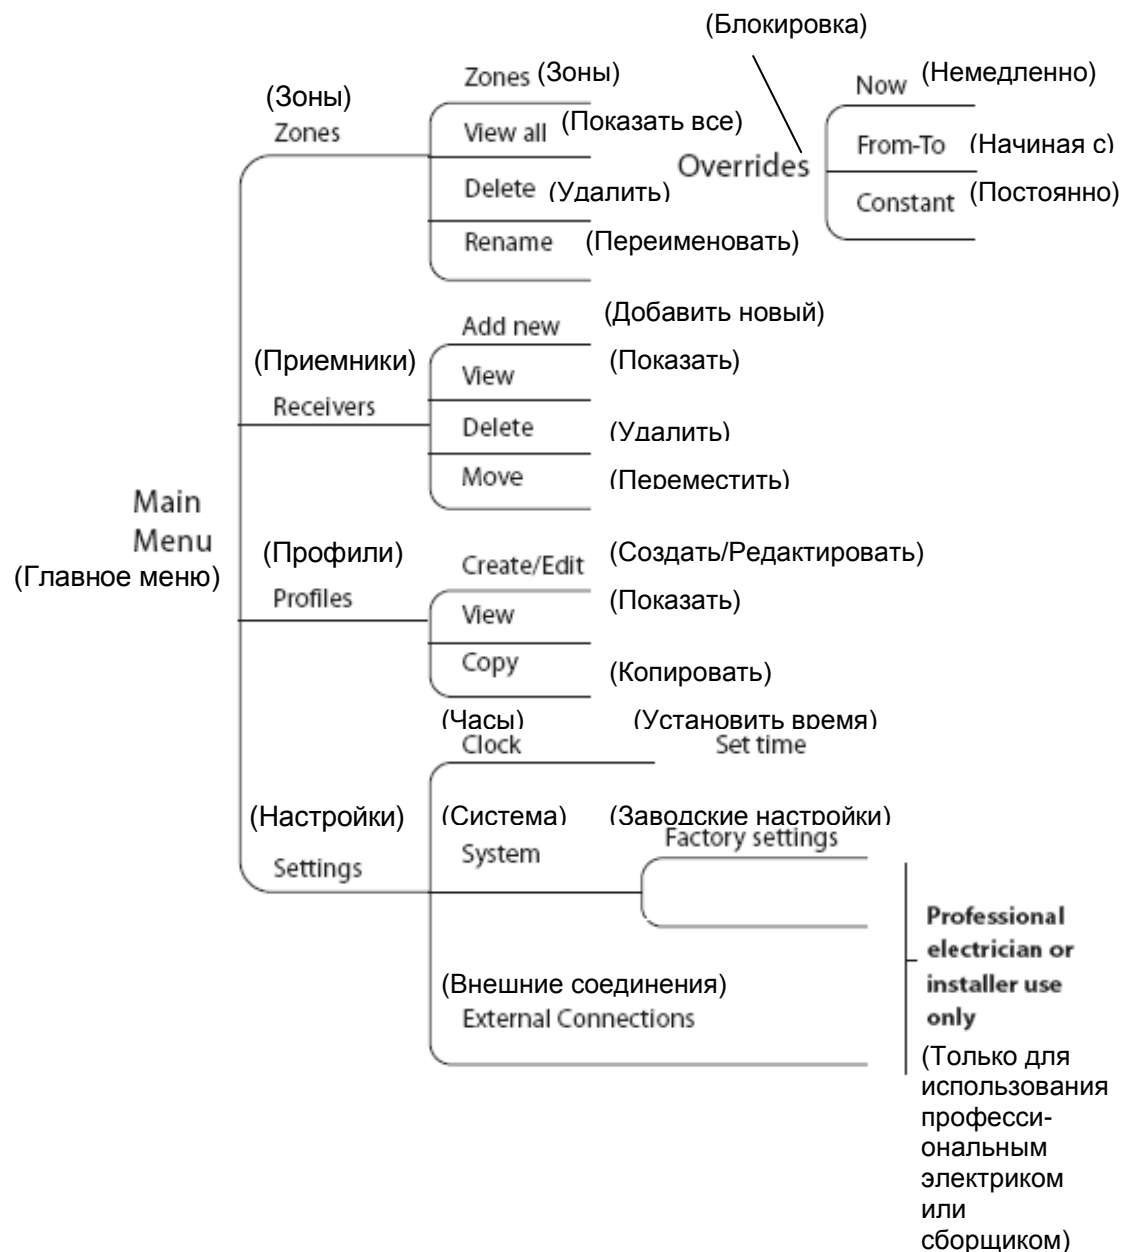 (Блокировка)
Zones (Зоны)
Now (Немедленно)
(Зоны)
Zones
View all (Показать все)
Overrides
From-To (Начиная с)
Delete (Удалить)
Constant (Постоянно)
Rename (Переименовать)
Add new (Добавить новый)
(Приемники)
View (Показать)
Receivers
Delete (Удалить)
Move (Переместить)
Main
Menu
(Главное меню)
(Профили)
Create/Edit (Создать/Редактировать)
Profiles
View (Показать)
Copy (Копировать)
(Часы) (Установить время)
Clock Set time
(Настройки) (Система) (Заводские настройки)
System Factory settings
Settings
Professional
electrician or
installer use
only
(Внешние соединения)
External Connections
(Только для
использования
професси-
ональным
электриком
или
сборщиком)